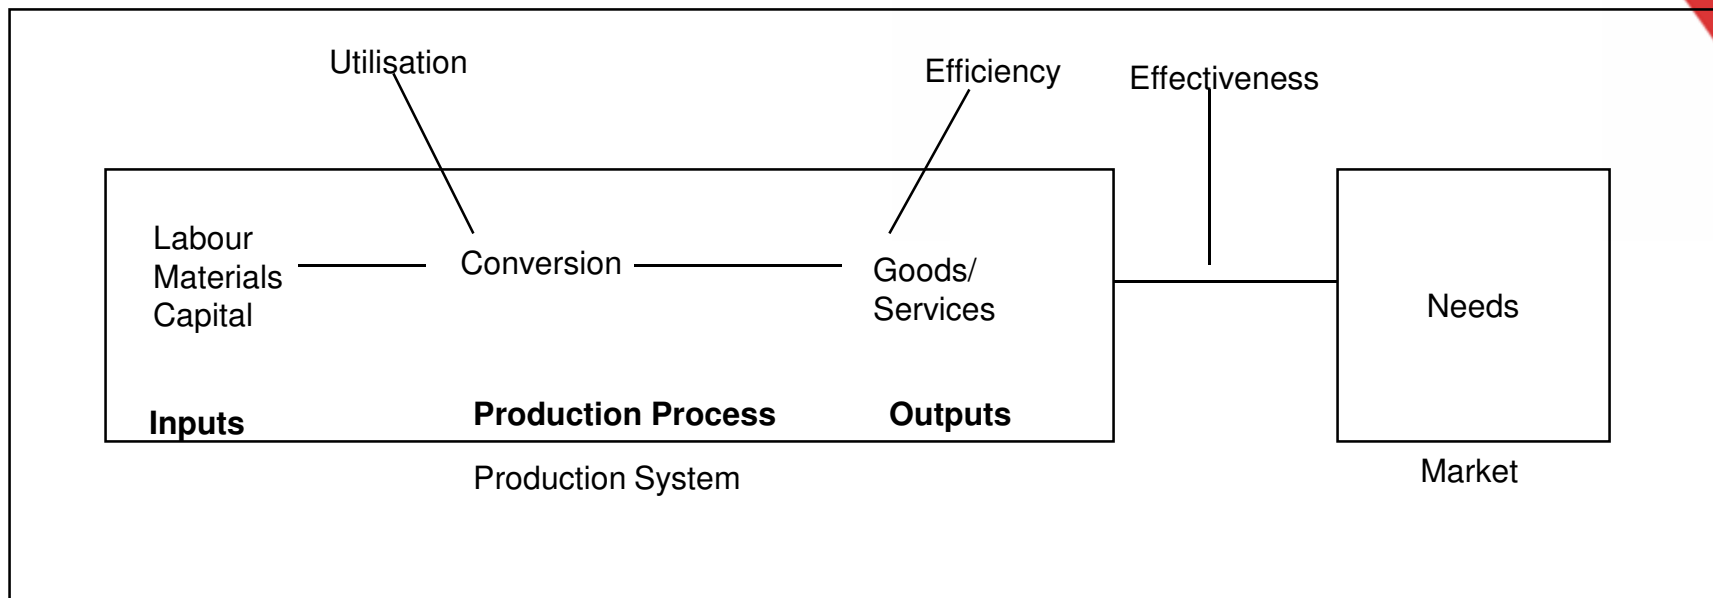 Utilisation
Efficiency
Effectiveness
Labour
Materials
Capital
Conversion
Goods/
Services
Needs
Inputs
Production Process
Outputs
Production System
Market